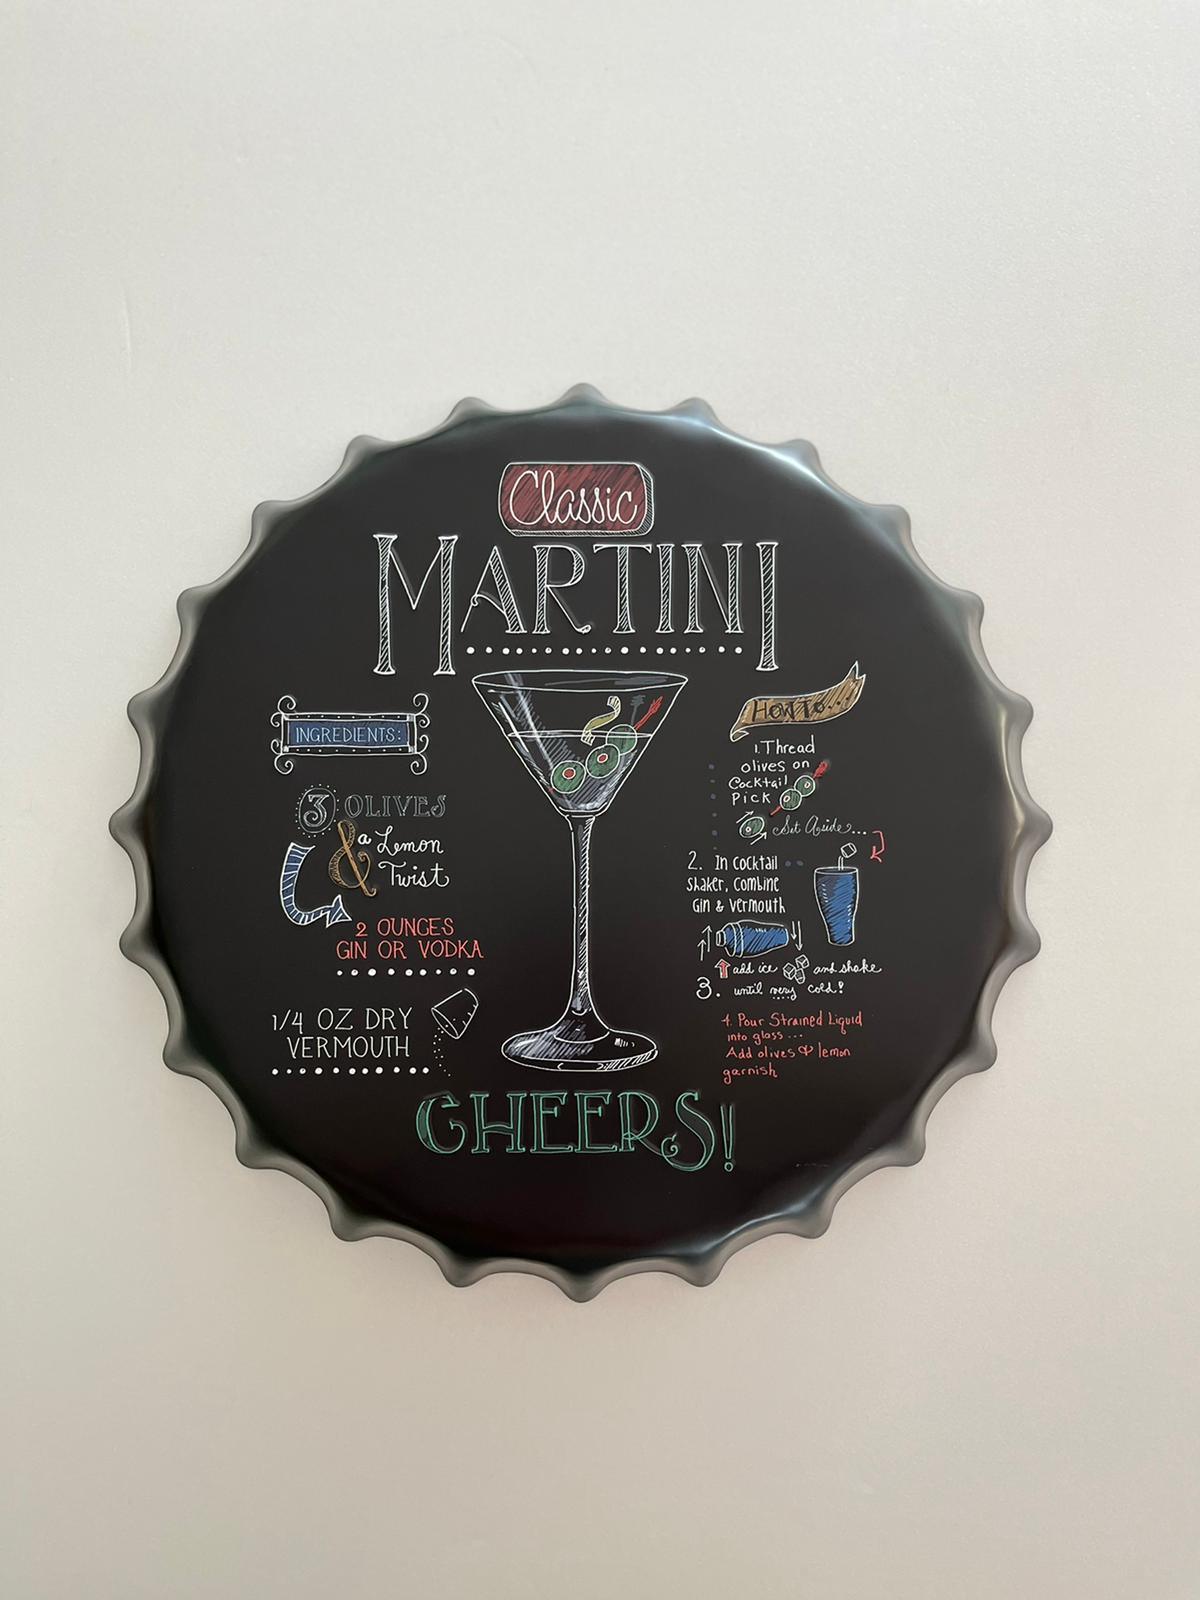 Classic
MARTINI
INGREDIENTS:
3 OLIVES
& a Lemon
Twist
2 OUNCES
GIN OR VODKA
1/4 OZ DRY
VERMOUTH
HOW TO...
1. Thread
olives on
Cocktail
Pick
Set Aside...
2. In Cocktail
shaker, combine
Gin & vermouth
add ice and shake
3. until very cold!
4. Pour Strained Liquid
into glass...
Add olives & lemon
garnish
CHEERS!